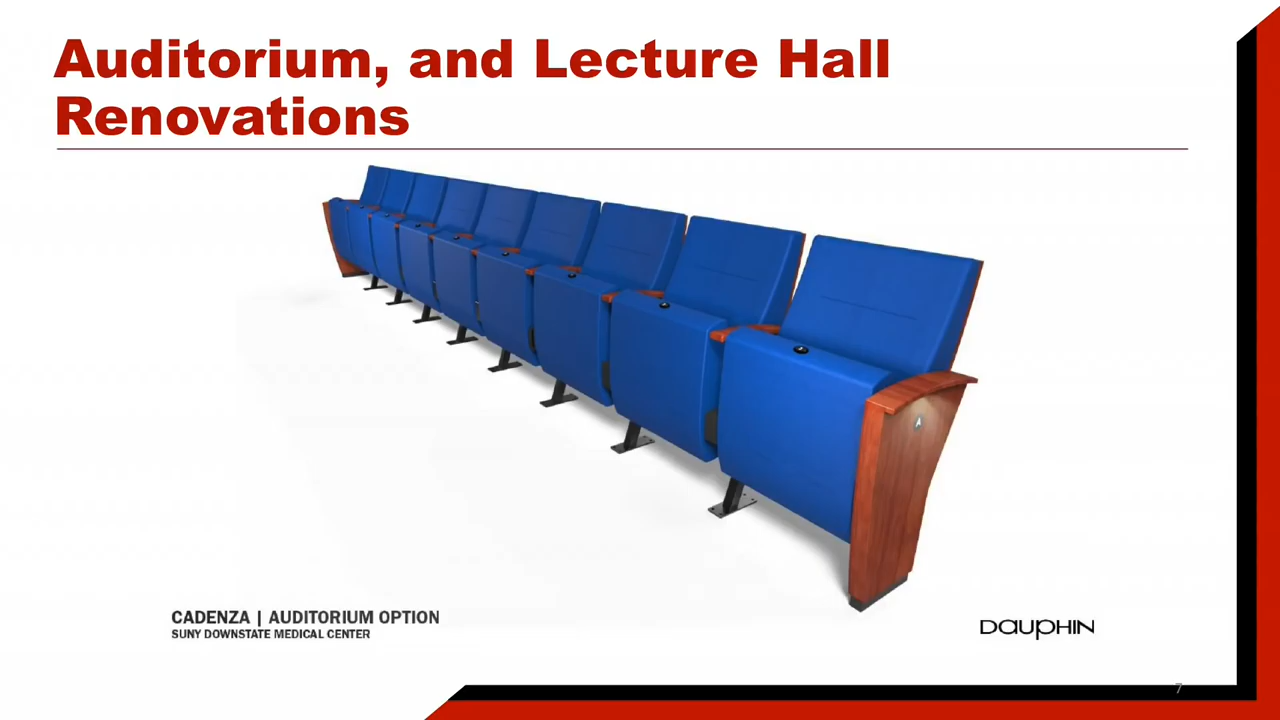 Auditorium, and Lecture Hall
Renovations
A
CADENZA | AUDITORIUM OPTION
SUNY DOWNSTATE MEDICAL CENTER
DAUPHIN
7